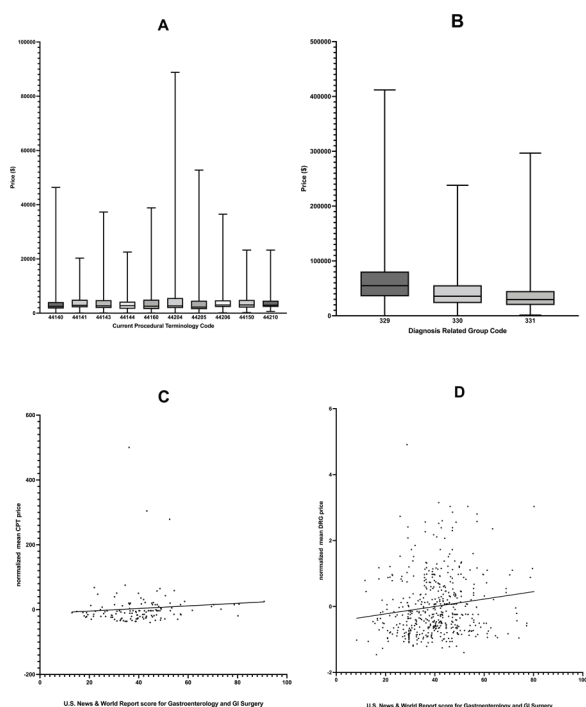 A
100000
80000
60000
40000
20000
0
Price ($)
44140 44141 44143 44144 44160 44204 44205 44206 44150 44210
Current Procedural Terminology Code
B
500000
400000
300000
200000
100000
0
Price ($)
329 330 331
Diagnosis Related Group Code
C
600
400
200
0
-200
normalized mean CPT price
0 20 40 60 80 100
U.S. News & World Report score for Gastroenterology and GI Surgery
D
6
4
2
0
-2
normalized mean DRG price
0 20 40 60 80 100
U.S. News & World Report score for Gastroenterology and GI Surgery